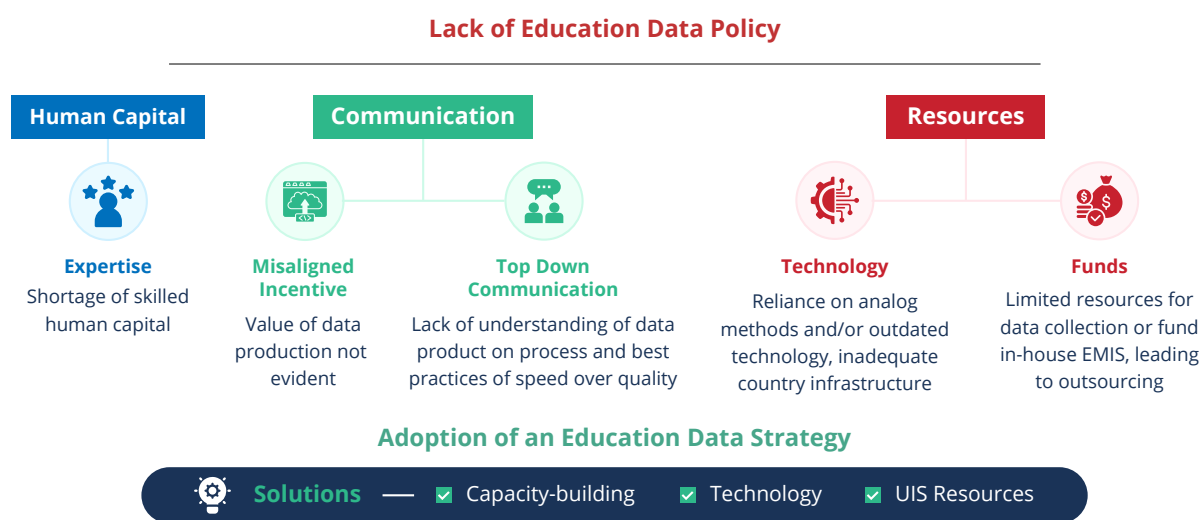 Lack of Education Data Policy
Human Capital
Communication
Resources
Expertise
Shortage of skilled
human capital
Misaligned
Incentive
Value of data
production not
evident
Top Down
Communication
Lack of understanding of data
product on process and best
practices of speed over quality
Technology
Reliance on analog
methods and/or outdated
technology, inadequate
country infrastructure
Funds
Limited resources for
data collection or fund
in-house EMIS, leading
to outsourcing
Adoption of an Education Data Strategy
Solutions — Capacity-building Technology UIS Resources